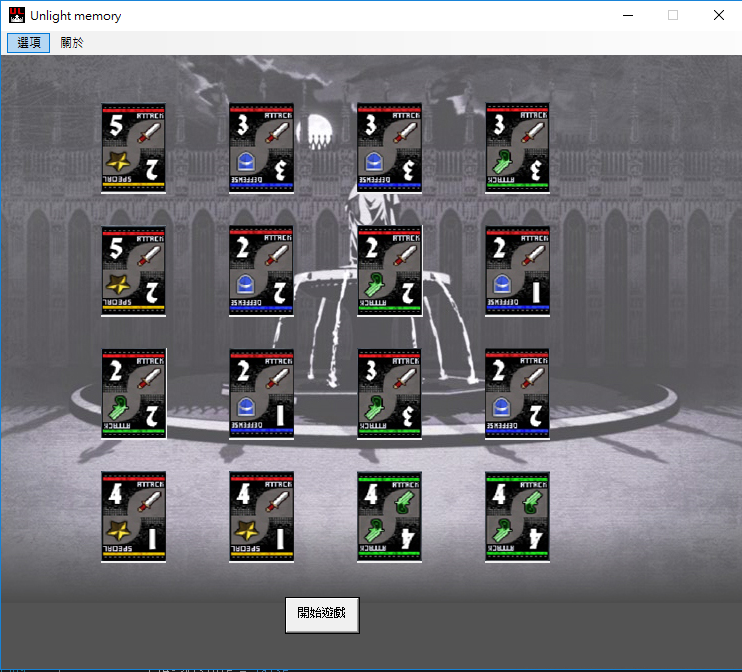 UL Unlight memory
選項 關於
5 ATTACK 3 ATTACK 3 ATTACK 3 ATTACK
SPECIAL 2 DEFENSE 3 DEFENSE 3 ATTACK 3
5 ATTACK 2 ATTACK 2 ATTACK 2 ATTACK
SPECIAL 2 DEFENSE 2 ATTACK 2 DEFENSE 1
2 ATTACK 2 ATTACK 3 ATTACK 2 ATTACK
ATTACK 2 DEFENSE 1 ATTACK 3 DEFENSE 2
4 ATTACK 4 ATTACK 4 ATTACK 4 ATTACK
SPECIAL 1 SPECIAL 1 ATTACK 4 ATTACK 4
開始遊戲